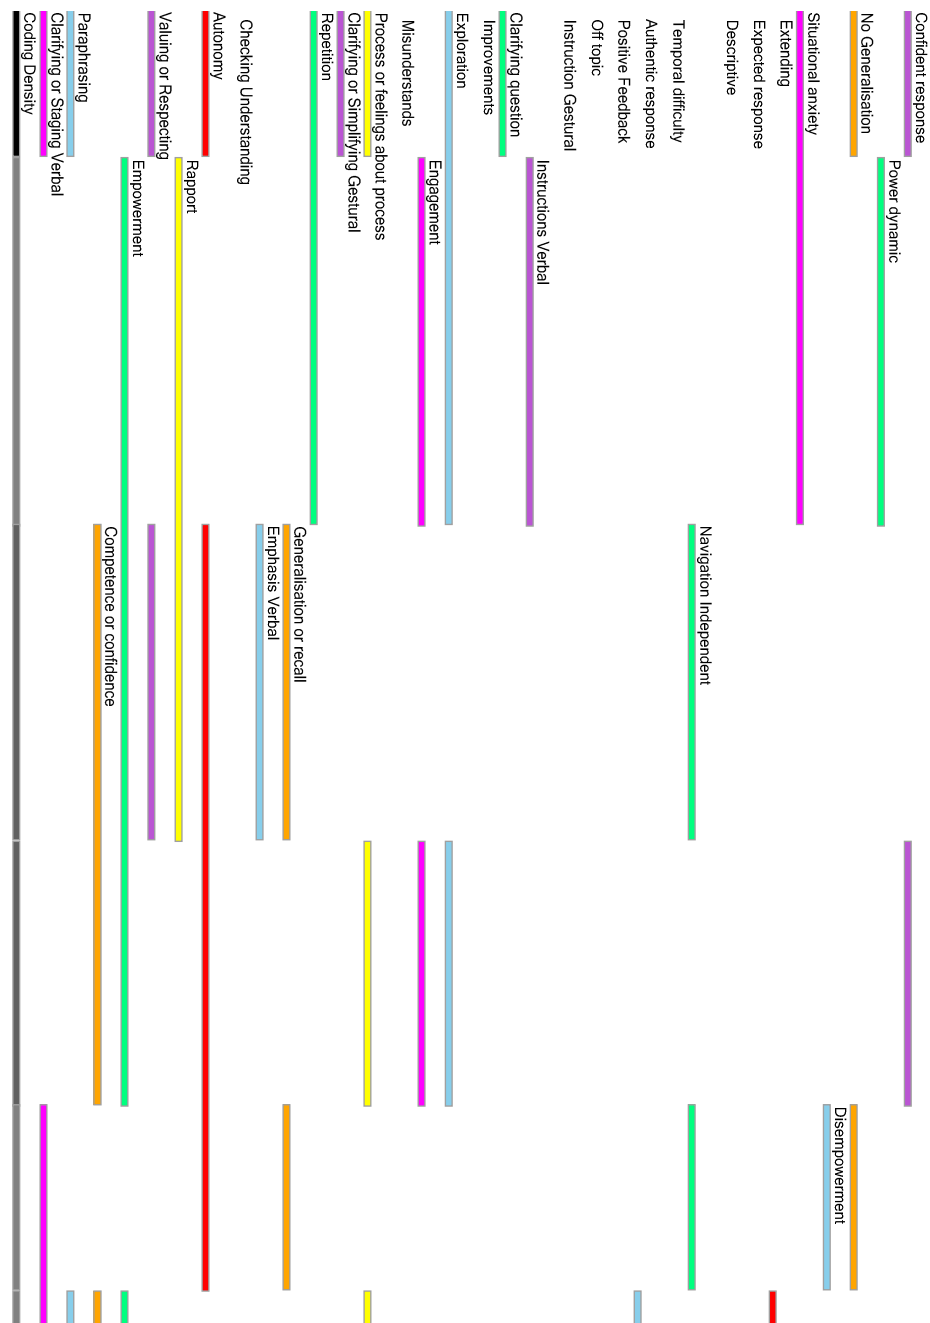 Coding Density
Clarifying or Staging Verbal
Paraphrasing
Competence or confidence
Empowerment
Valuing or Respecting
Rapport
Autonomy
Checking Understanding
Emphasis Verbal
Generalisation or recall
Repetition
Clarifying or Simplifying Gestural
Process or feelings about process
Misunderstands
Engagement
Exploration
Improvements
Clarifying question
Instructions Verbal
Instruction Gestural
Off topic
Positive Feedback
Authentic response
Temporal difficulty
Navigation Independent
Descriptive
Expected response
Extending
Situational anxiety
Disempowerment
No Generalisation
Power dynamic
Confident response